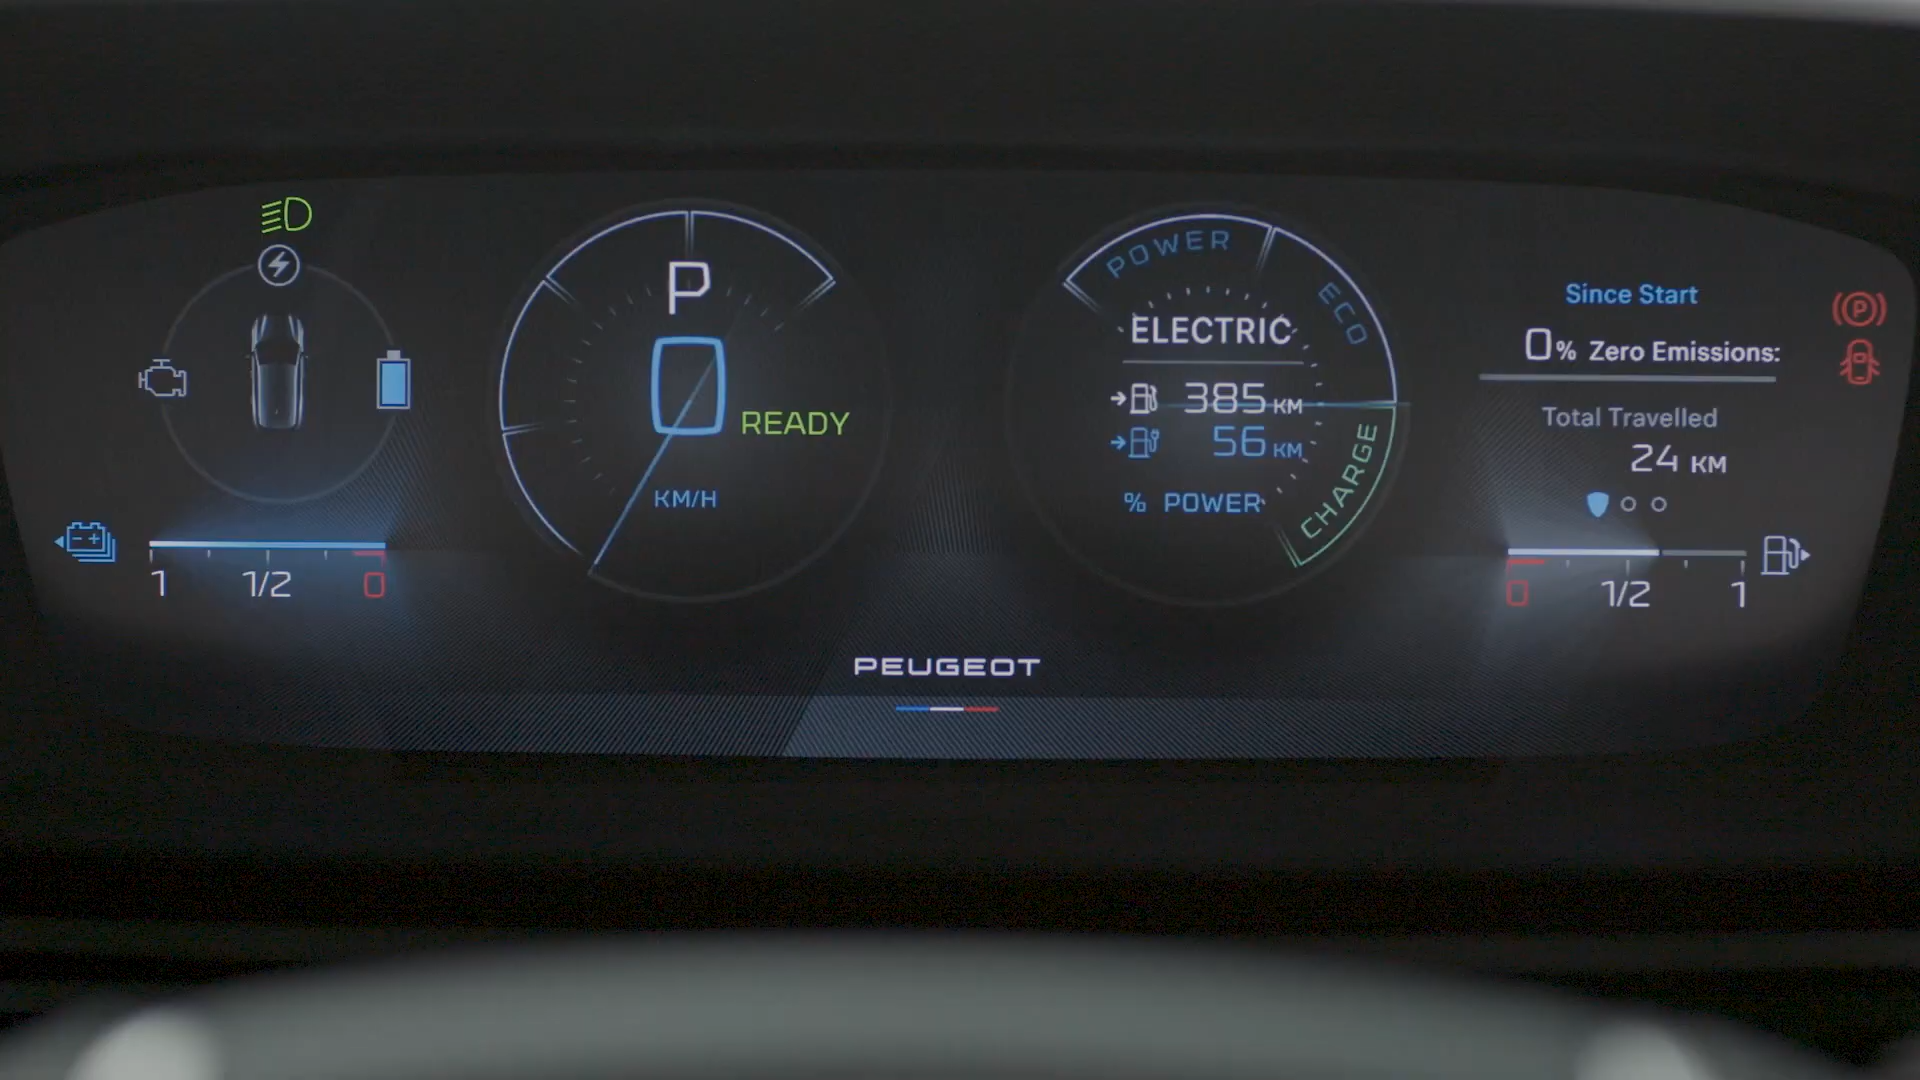 P
0
READY
KM/H
POWER
ECO
CHARGE
ELECTRIC
385 KM
56 KM
% POWER
Since Start
0% Zero Emissions:
Total Travelled
24 KM
P
1 1/2 0
0 1/2 1
PEUGEOT